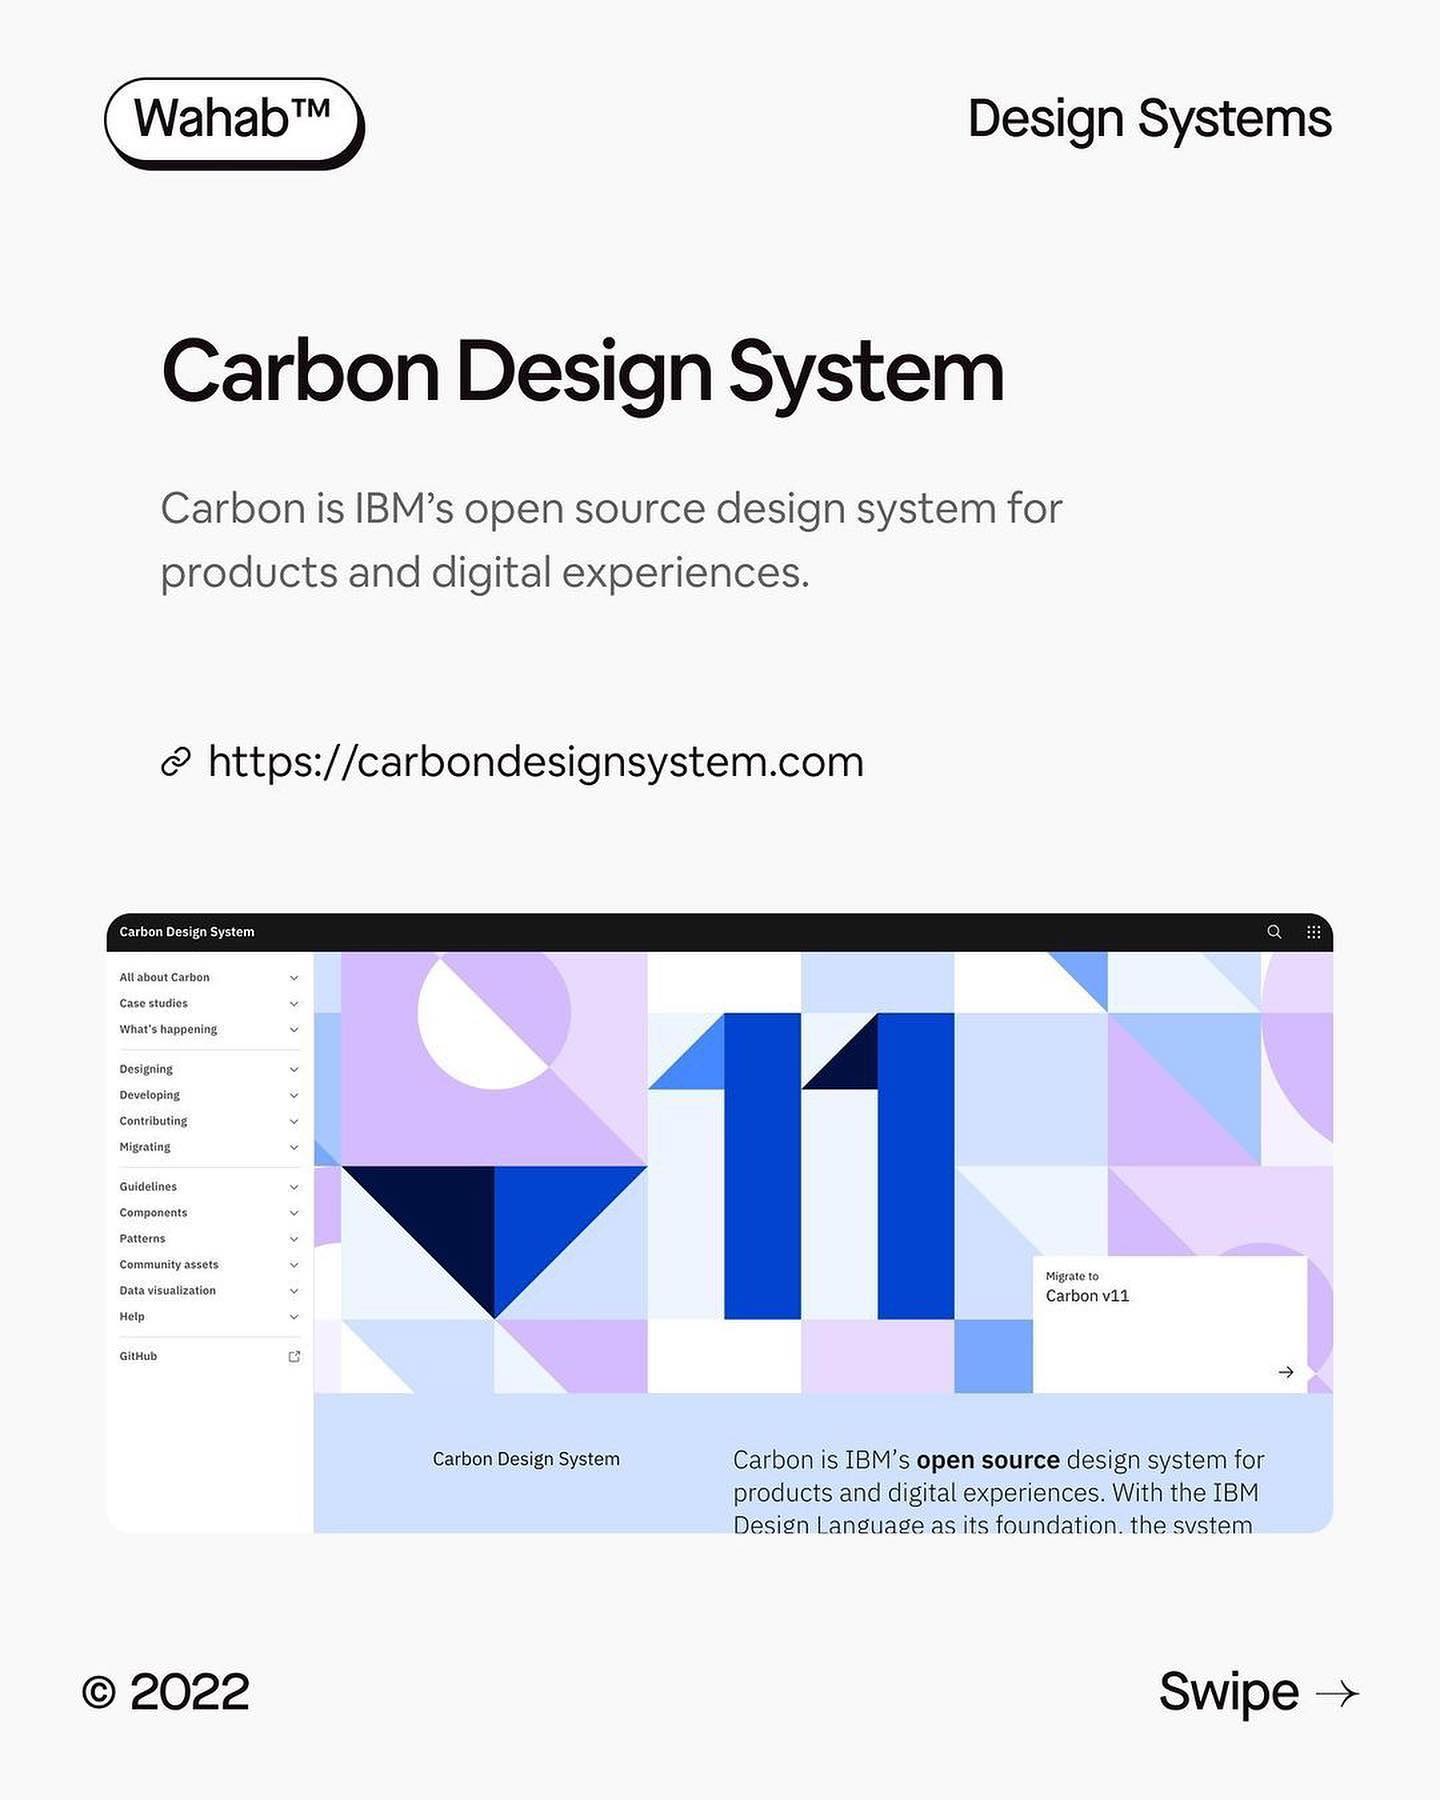 Wahab™
Design Systems
Carbon Design System
Carbon is IBM’s open source design system for
products and digital experiences.
https://carbondesignsystem.com
Carbon Design System
All about Carbon
Case studies
What’s happening
Designing
Developing
Contributing
Migrating
Guidelines
Components
Patterns
Community assets
Data visualization
Help
GitHub
11
Migrate to
Carbon v11
Carbon Design System
Carbon is IBM’s open source design system for
products and digital experiences. With the IBM
Design Language as its foundation, the system
© 2022
Swipe →